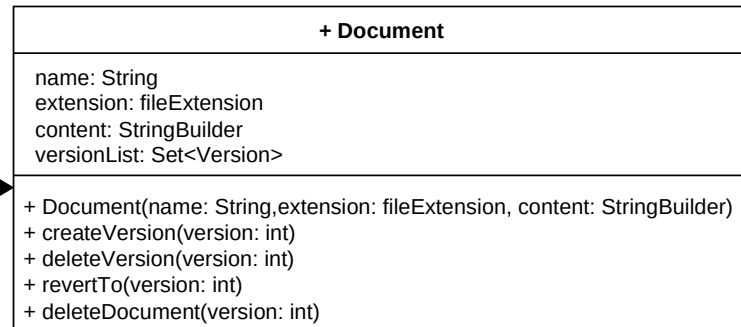 + Document
name: String
extension: fileExtension
content: StringBuilder
versionList: Set<Version>
+ Document(name: String,extension: fileExtension, content: StringBuilder)
+ createVersion(version: int)
+ deleteVersion(version: int)
+ revertTo(version: int)
+ deleteDocument(version: int)